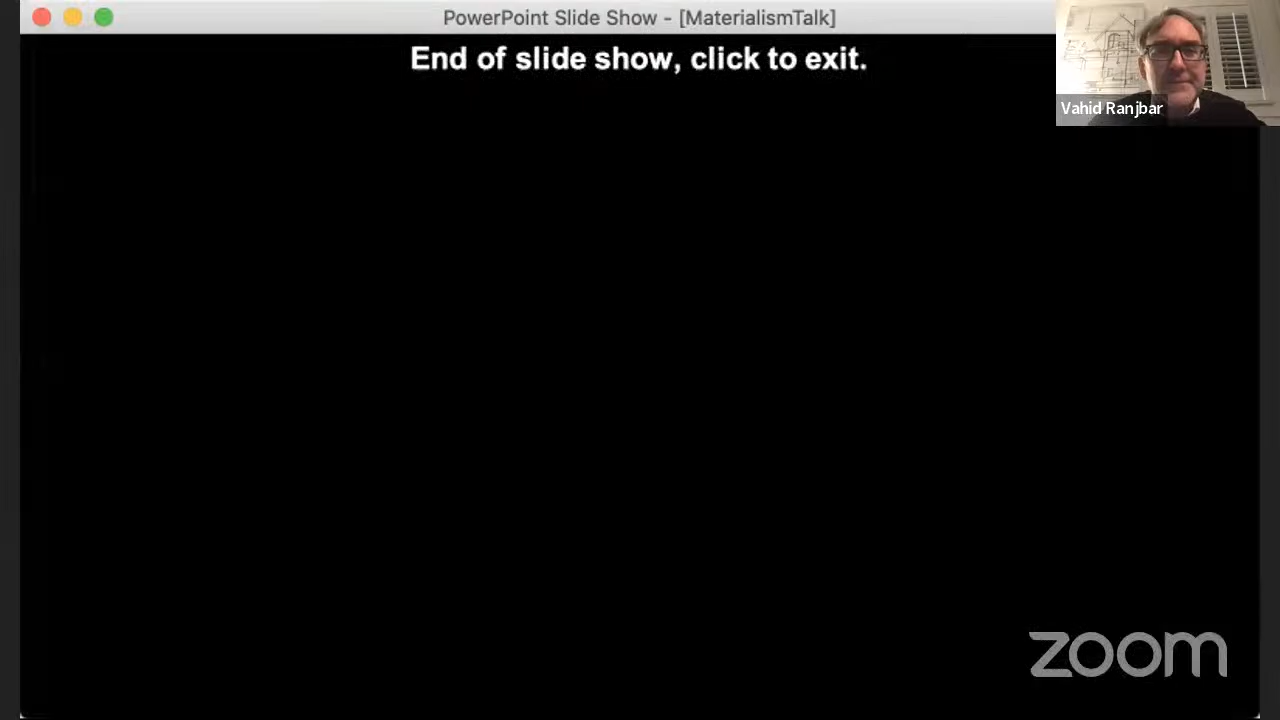 PowerPoint Slide Show - [MaterialismTalk]
End of slide show, click to exit.
Vahid Ranjbar
zoom